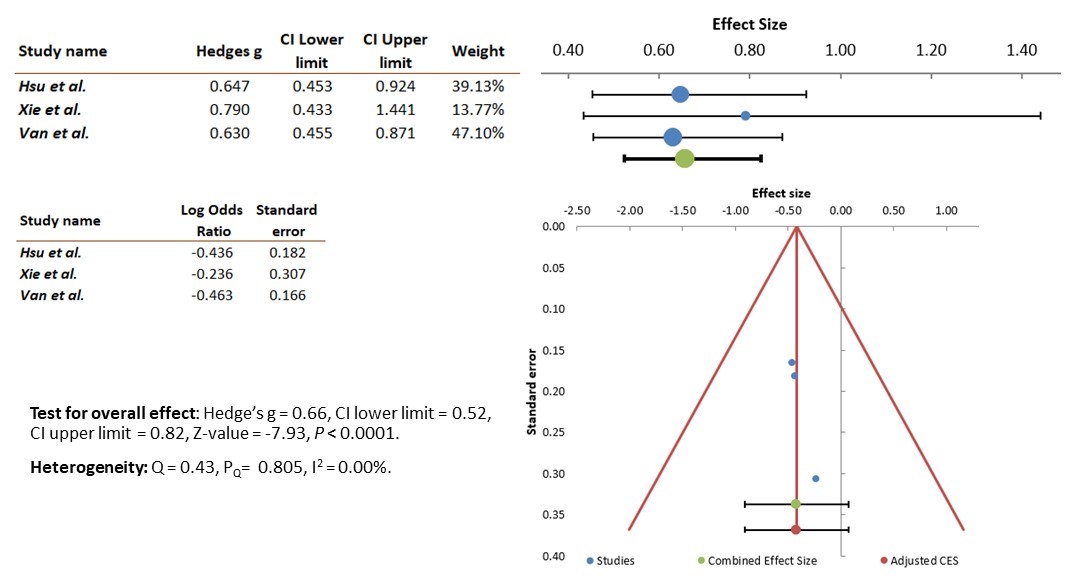 Study name Hedges g CI Lower limit CI Upper limit Weight
Hsu et al. 0.647 0.453 0.924 39.13%
Xie et al. 0.790 0.433 1.441 13.77%
Van et al. 0.630 0.455 0.871 47.10%
Effect Size
0.40 0.60 0.80 1.00 1.20 1.40
Study name Log Odds Ratio Standard error
Hsu et al. -0.436 0.182
Xie et al. -0.236 0.307
Van et al. -0.463 0.166
Test for overall effect: Hedge's g = 0.66, CI lower limit = 0.52,
CI upper limit = 0.82, Z-value = -7.93, P < 0.0001.
Heterogeneity: Q = 0.43, PQ= 0.805, I2 = 0.00%.
Effect size
-2.50 -2.00 -1.50 -1.00 -0.50 0.00 0.50 1.00
Standard error
0.00
0.05
0.10
0.15
0.20
0.25
0.30
0.35
0.40
Studies Combined Effect Size Adjusted CES